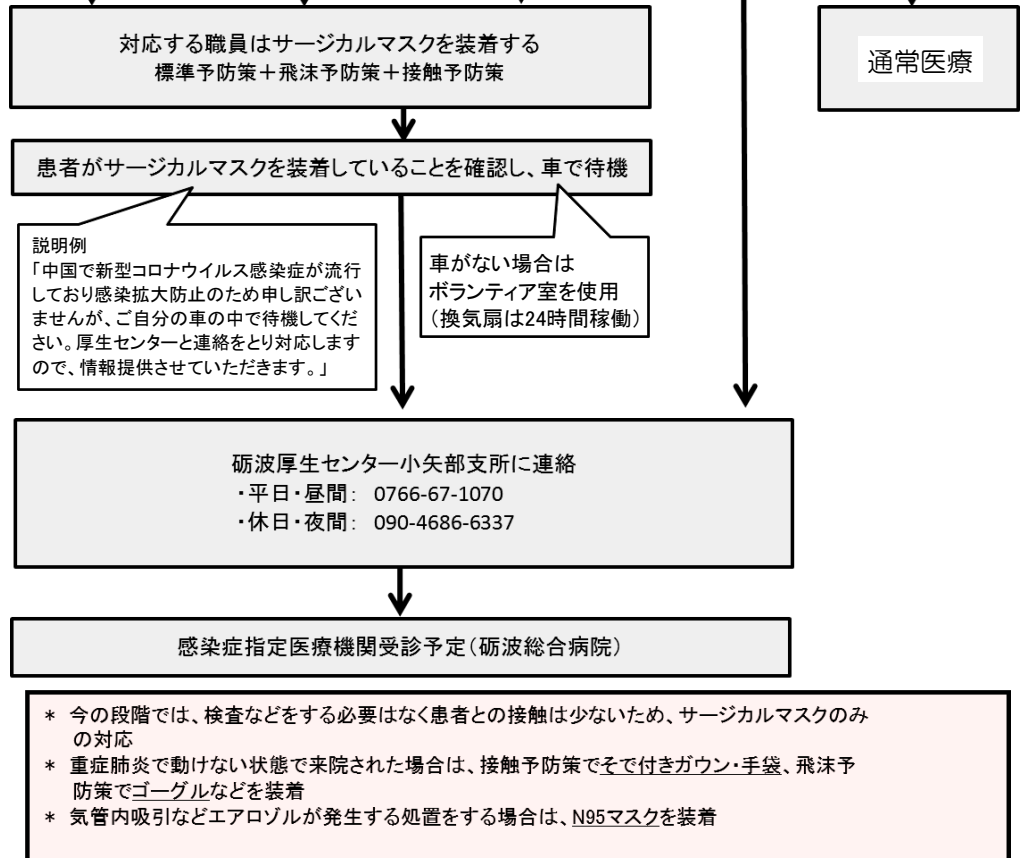 対応する職員はサージカルマスクを装着する
標準予防策＋飛沫予防策＋接触予防策
通常医療
患者がサージカルマスクを装着していることを確認し、車で待機
説明例
「中国で新型コロナウイルス感染症が流行
しており感染拡大防止のため申し訳ござい
ませんが、ご自分の車の中で待機してくだ
さい。厚生センターと連絡をとり対応します
ので、情報提供させていただきます。」
車がない場合は
ボランティア室を使用
（換気扇は24時間稼働）
砺波厚生センター小矢部支所に連絡
・平日・昼間： 0766-67-1070
・休日・夜間： 090-4686-6337
感染症指定医療機関受診予定（砺波総合病院）
＊ 今の段階では、検査などをする必要はなく患者との接触は少ないため、サージカルマスクのみ
の対応
＊ 重症肺炎で動けない状態で来院された場合は、接触予防策でそで付きガウン・手袋、飛沫予
防策でゴーグルなどを装着
＊ 気管内吸引などエアロゾルが発生する処置をする場合は、N95マスクを装着